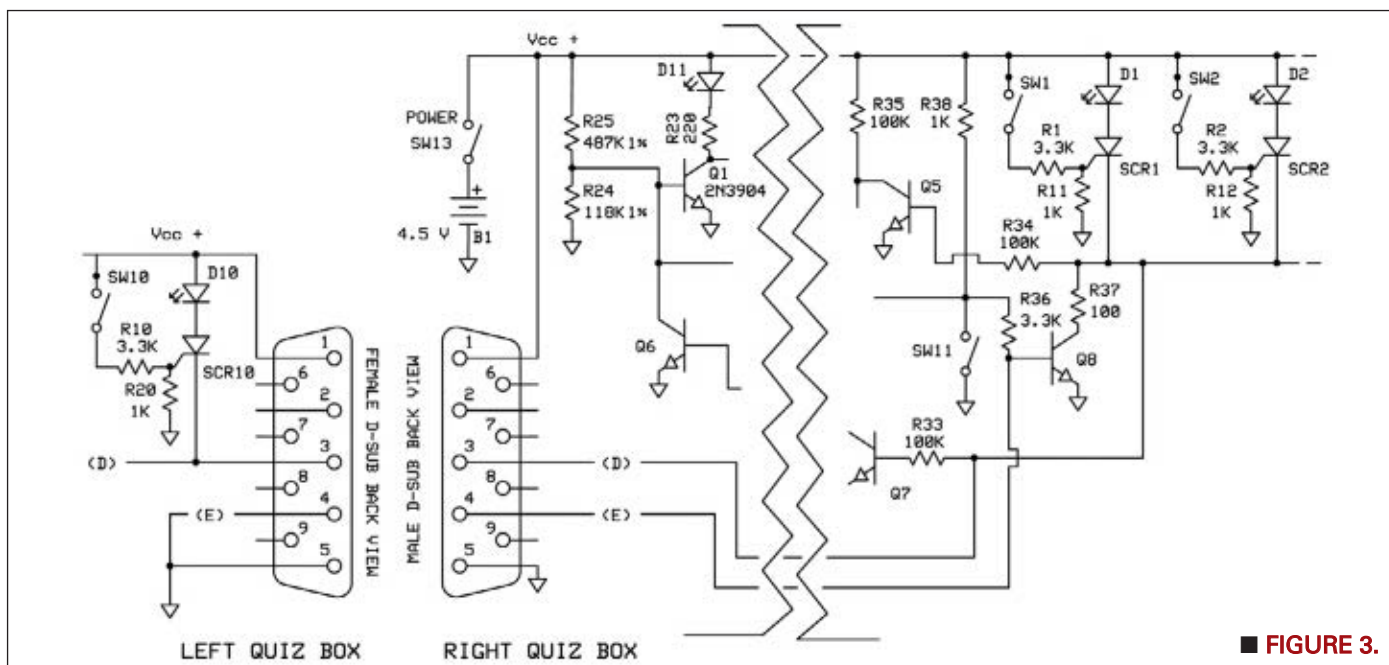 Vcc +
POWER
SW13
4.5 V
B1
+
R25
487K 1%
R24
118K 1%
D11
R23
220
Q1
2N3904
Q6
R35
100K
R38
1K
SW1
R1
3.3K
R11
1K
D1
SCR1
SW2
R2
3.3K
R12
1K
D2
SCR2
Q5
R34
100K
R36
3.3K
R37
100
SW11
Q8
R33
100K
Q7
Vcc +
SW10
D10
R10
3.3K
R20
1K
SCR10
(D)
(E)
1
6
2
7
3
8
4
9
5
FEMALE D-SUB BACK VIEW
MALE D-SUB BACK VIEW
1
6
2
7
3
8
4
9
5
(D)
(E)
LEFT QUIZ BOX
RIGHT QUIZ BOX
■ FIGURE 3.